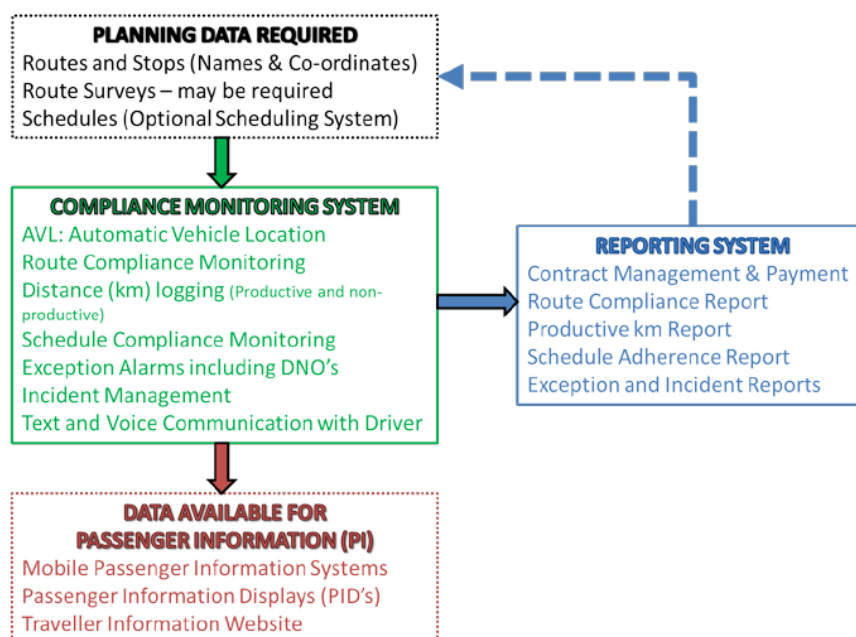 PLANNING DATA REQUIRED
Routes and Stops (Names & Co-ordinates)
Route Surveys – may be required
Schedules (Optional Scheduling System)
COMPLIANCE MONITORING SYSTEM
AVL: Automatic Vehicle Location
Route Compliance Monitoring
Distance (km) logging (Productive and non-
productive)
Schedule Compliance Monitoring
Exception Alarms including DNO's
Incident Management
Text and Voice Communication with Driver
REPORTING SYSTEM
Contract Management & Payment
Route Compliance Report
Productive km Report
Schedule Adherence Report
Exception and Incident Reports
DATA AVAILABLE FOR
PASSENGER INFORMATION (PI)
Mobile Passenger Information Systems
Passenger Information Displays (PID's)
Traveller Information Website